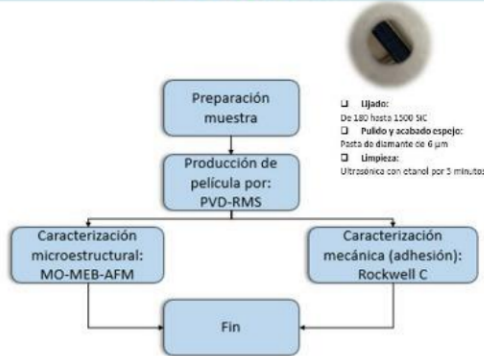 Preparación
muestra
Producción de
película por:
PVD-RMS
Caracterización
microestructural:
MO-MEB-AFM
Caracterización
mecánica (adhesión):
Rockwell C
Fin
❑ Lijado:
De 180 hasta 1500 SiC
❑ Pulido y acabado espejo:
Pasta de diamante de 6 µm
❑ Limpieza:
Ultrasónica con etanol por 5 minutos